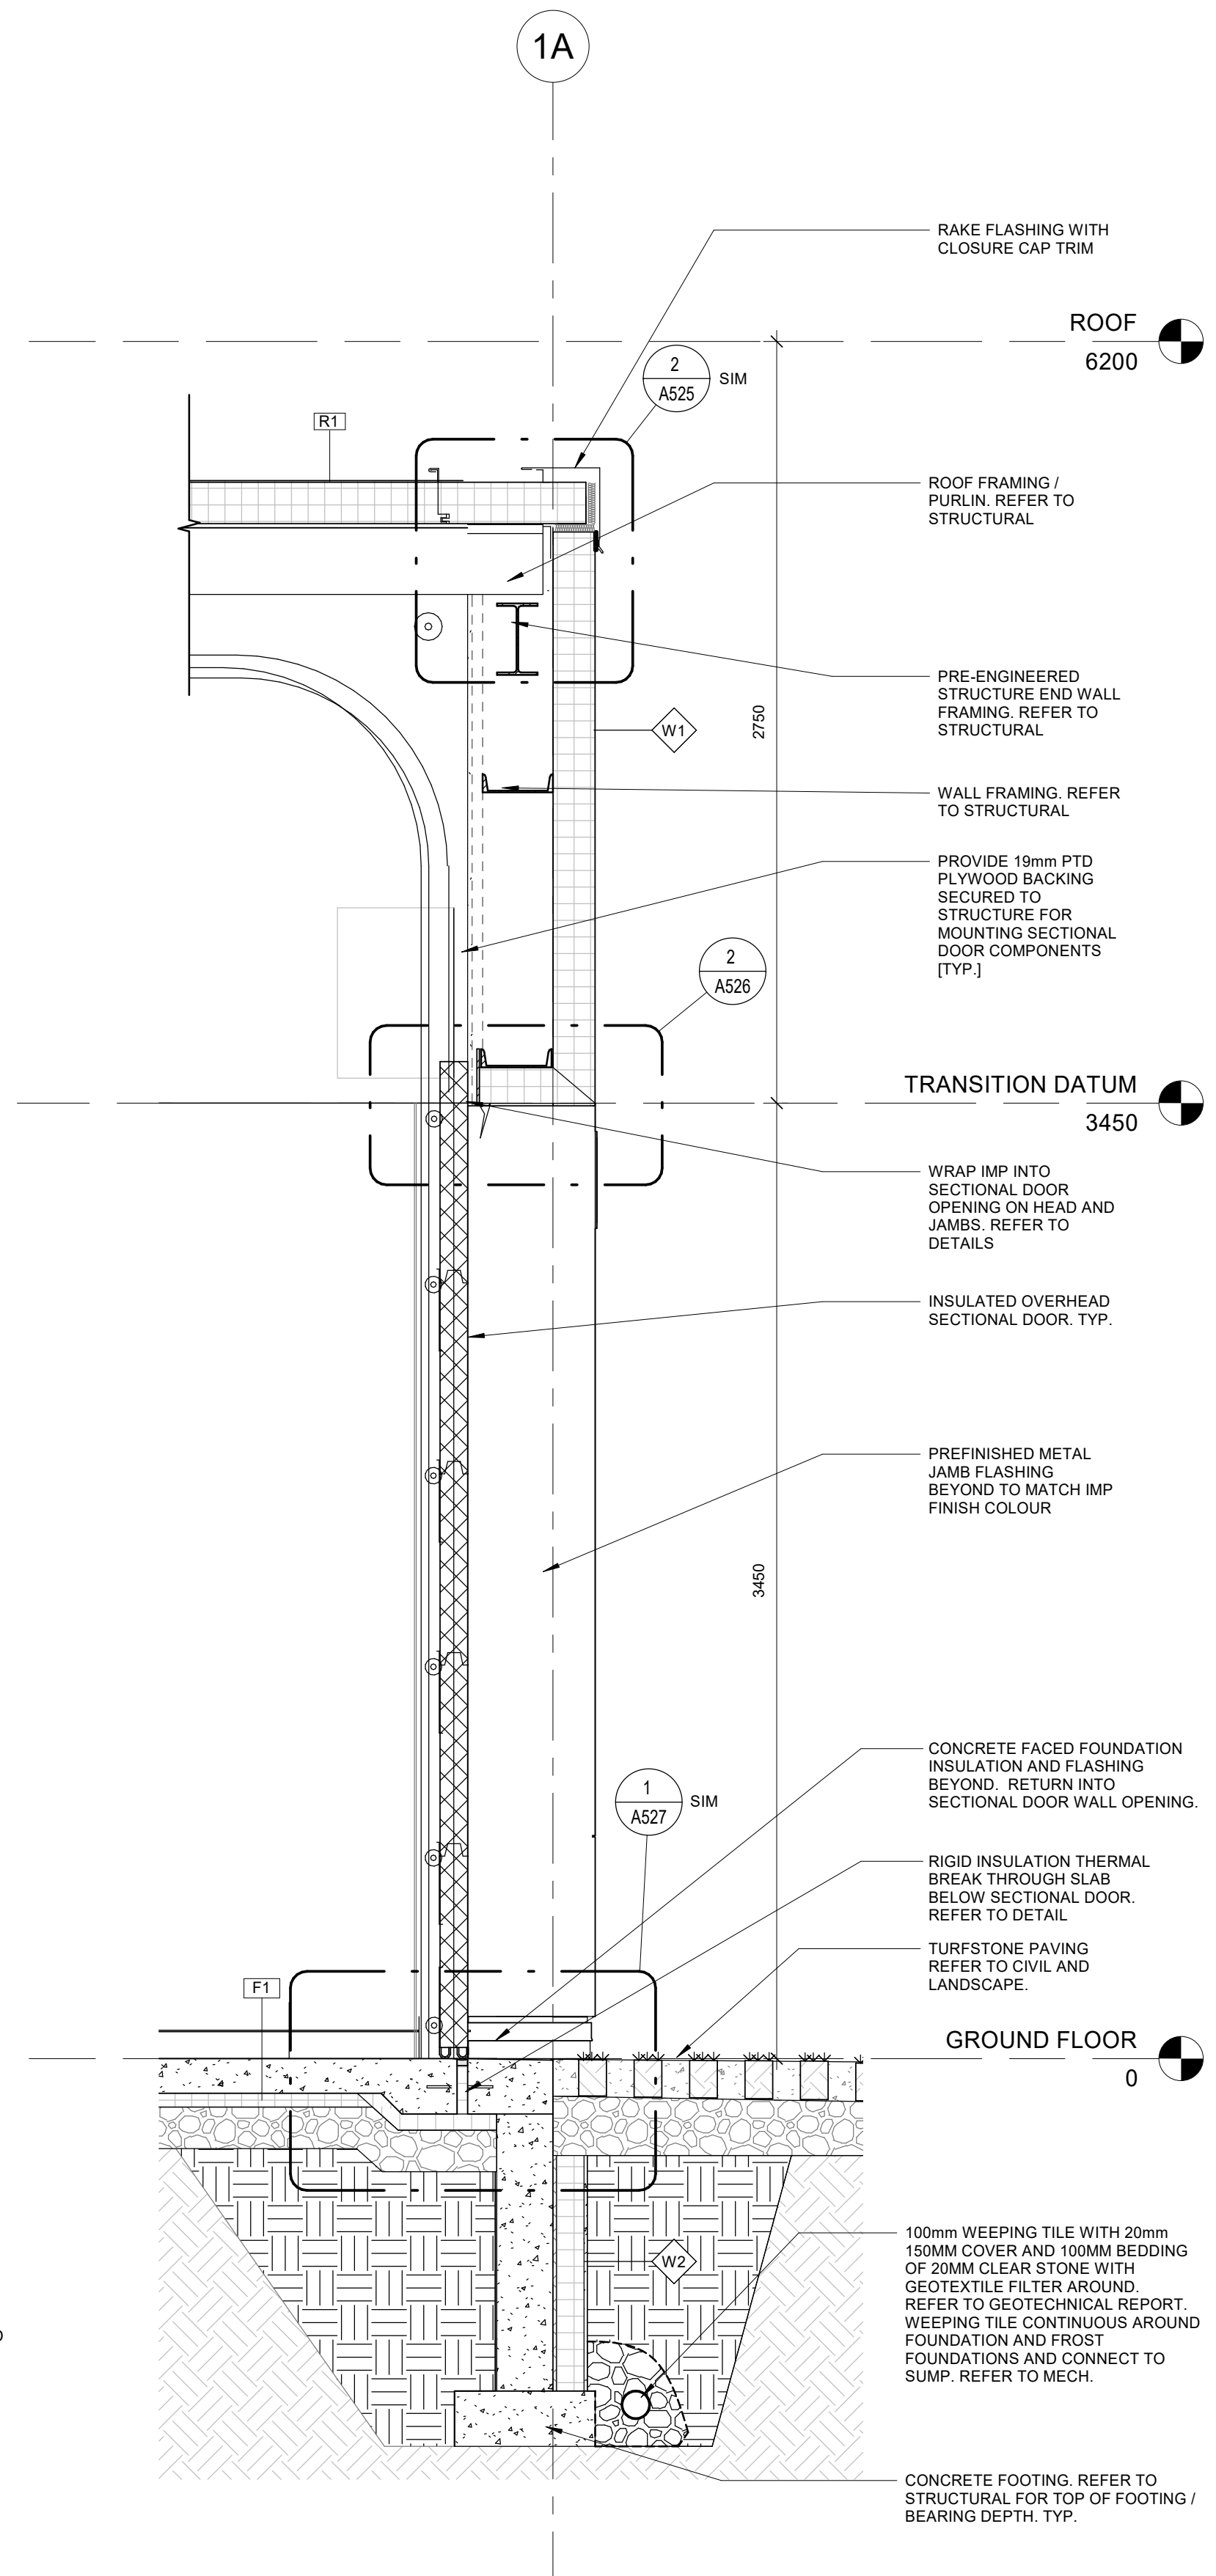 1A
RAKE FLASHING WITH
CLOSURE CAP TRIM
ROOF
6200
2
A525
SIM
R1
ROOF FRAMING /
PURLIN. REFER TO
STRUCTURAL
PRE-ENGINEERED
STRUCTURE END WALL
FRAMING. REFER TO
STRUCTURAL
2750
W1
WALL FRAMING. REFER
TO STRUCTURAL
PROVIDE 19mm PTD
PLYWOOD BACKING
SECURED TO
STRUCTURE FOR
MOUNTING SECTIONAL
DOOR COMPONENTS
[TYP.]
2
A526
TRANSITION DATUM
3450
WRAP IMP INTO
SECTIONAL DOOR
OPENING ON HEAD AND
JAMBS. REFER TO
DETAILS
INSULATED OVERHEAD
SECTIONAL DOOR. TYP.
PREFINISHED METAL
JAMB FLASHING
BEYOND TO MATCH IMP
FINISH COLOUR
3450
CONCRETE FACED FOUNDATION
INSULATION AND FLASHING
BEYOND. RETURN INTO
SECTIONAL DOOR WALL OPENING.
1
A527
SIM
RIGID INSULATION THERMAL
BREAK THROUGH SLAB
BELOW SECTIONAL DOOR.
REFER TO DETAIL
TURFSTONE PAVING
REFER TO CIVIL AND
LANDSCAPE.
F1
GROUND FLOOR
0
W2
100mm WEEPING TILE WITH 20mm
150MM COVER AND 100MM BEDDING
OF 20MM CLEAR STONE WITH
GEOTEXTILE FILTER AROUND.
REFER TO GEOTECHNICAL REPORT.
WEEPING TILE CONTINUOUS AROUND
FOUNDATION AND FROST
FOUNDATIONS AND CONNECT TO
SUMP. REFER TO MECH.
CONCRETE FOOTING. REFER TO
STRUCTURAL FOR TOP OF FOOTING /
BEARING DEPTH. TYP.